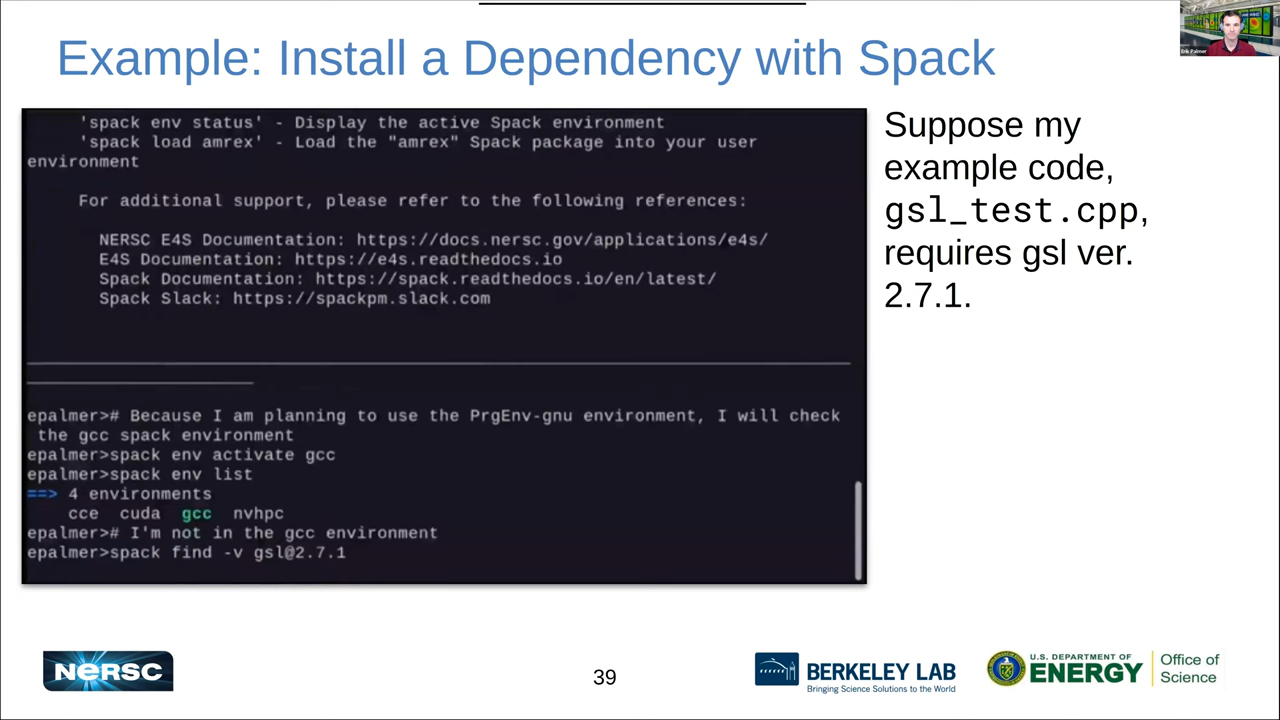 Example: Install a Dependency with Spack
Erik Palmer
'spack env status' - Display the active Spack environment
'spack load amrex' - Load the "amrex" Spack package into your user
environment
For additional support, please refer to the following references:
NERSC E4S Documentation: https://docs.nersc.gov/applications/e4s/
E4S Documentation: https://e4s.readthedocs.io
Spack Documentation: https://spack.readthedocs.io/en/latest/
Spack Slack: https://spackpm.slack.com
epalmer># Because I am planning to use the PrgEnv-gnu environment, I will check
the gcc spack environment
epalmer>spack env activate gcc
epalmer>spack env list
==> 4 environments
cce cuda gcc nvhpc
epalmer># I'm not in the gcc environment
epalmer>spack find -v gsl@2.7.1
Suppose my
example code,
gsl_test.cpp,
requires gsl ver.
2.7.1.
NERSC
39
BERKELEY LAB
Bringing Science Solutions to the World
U.S. DEPARTMENT OF
ENERGY
Office of
Science